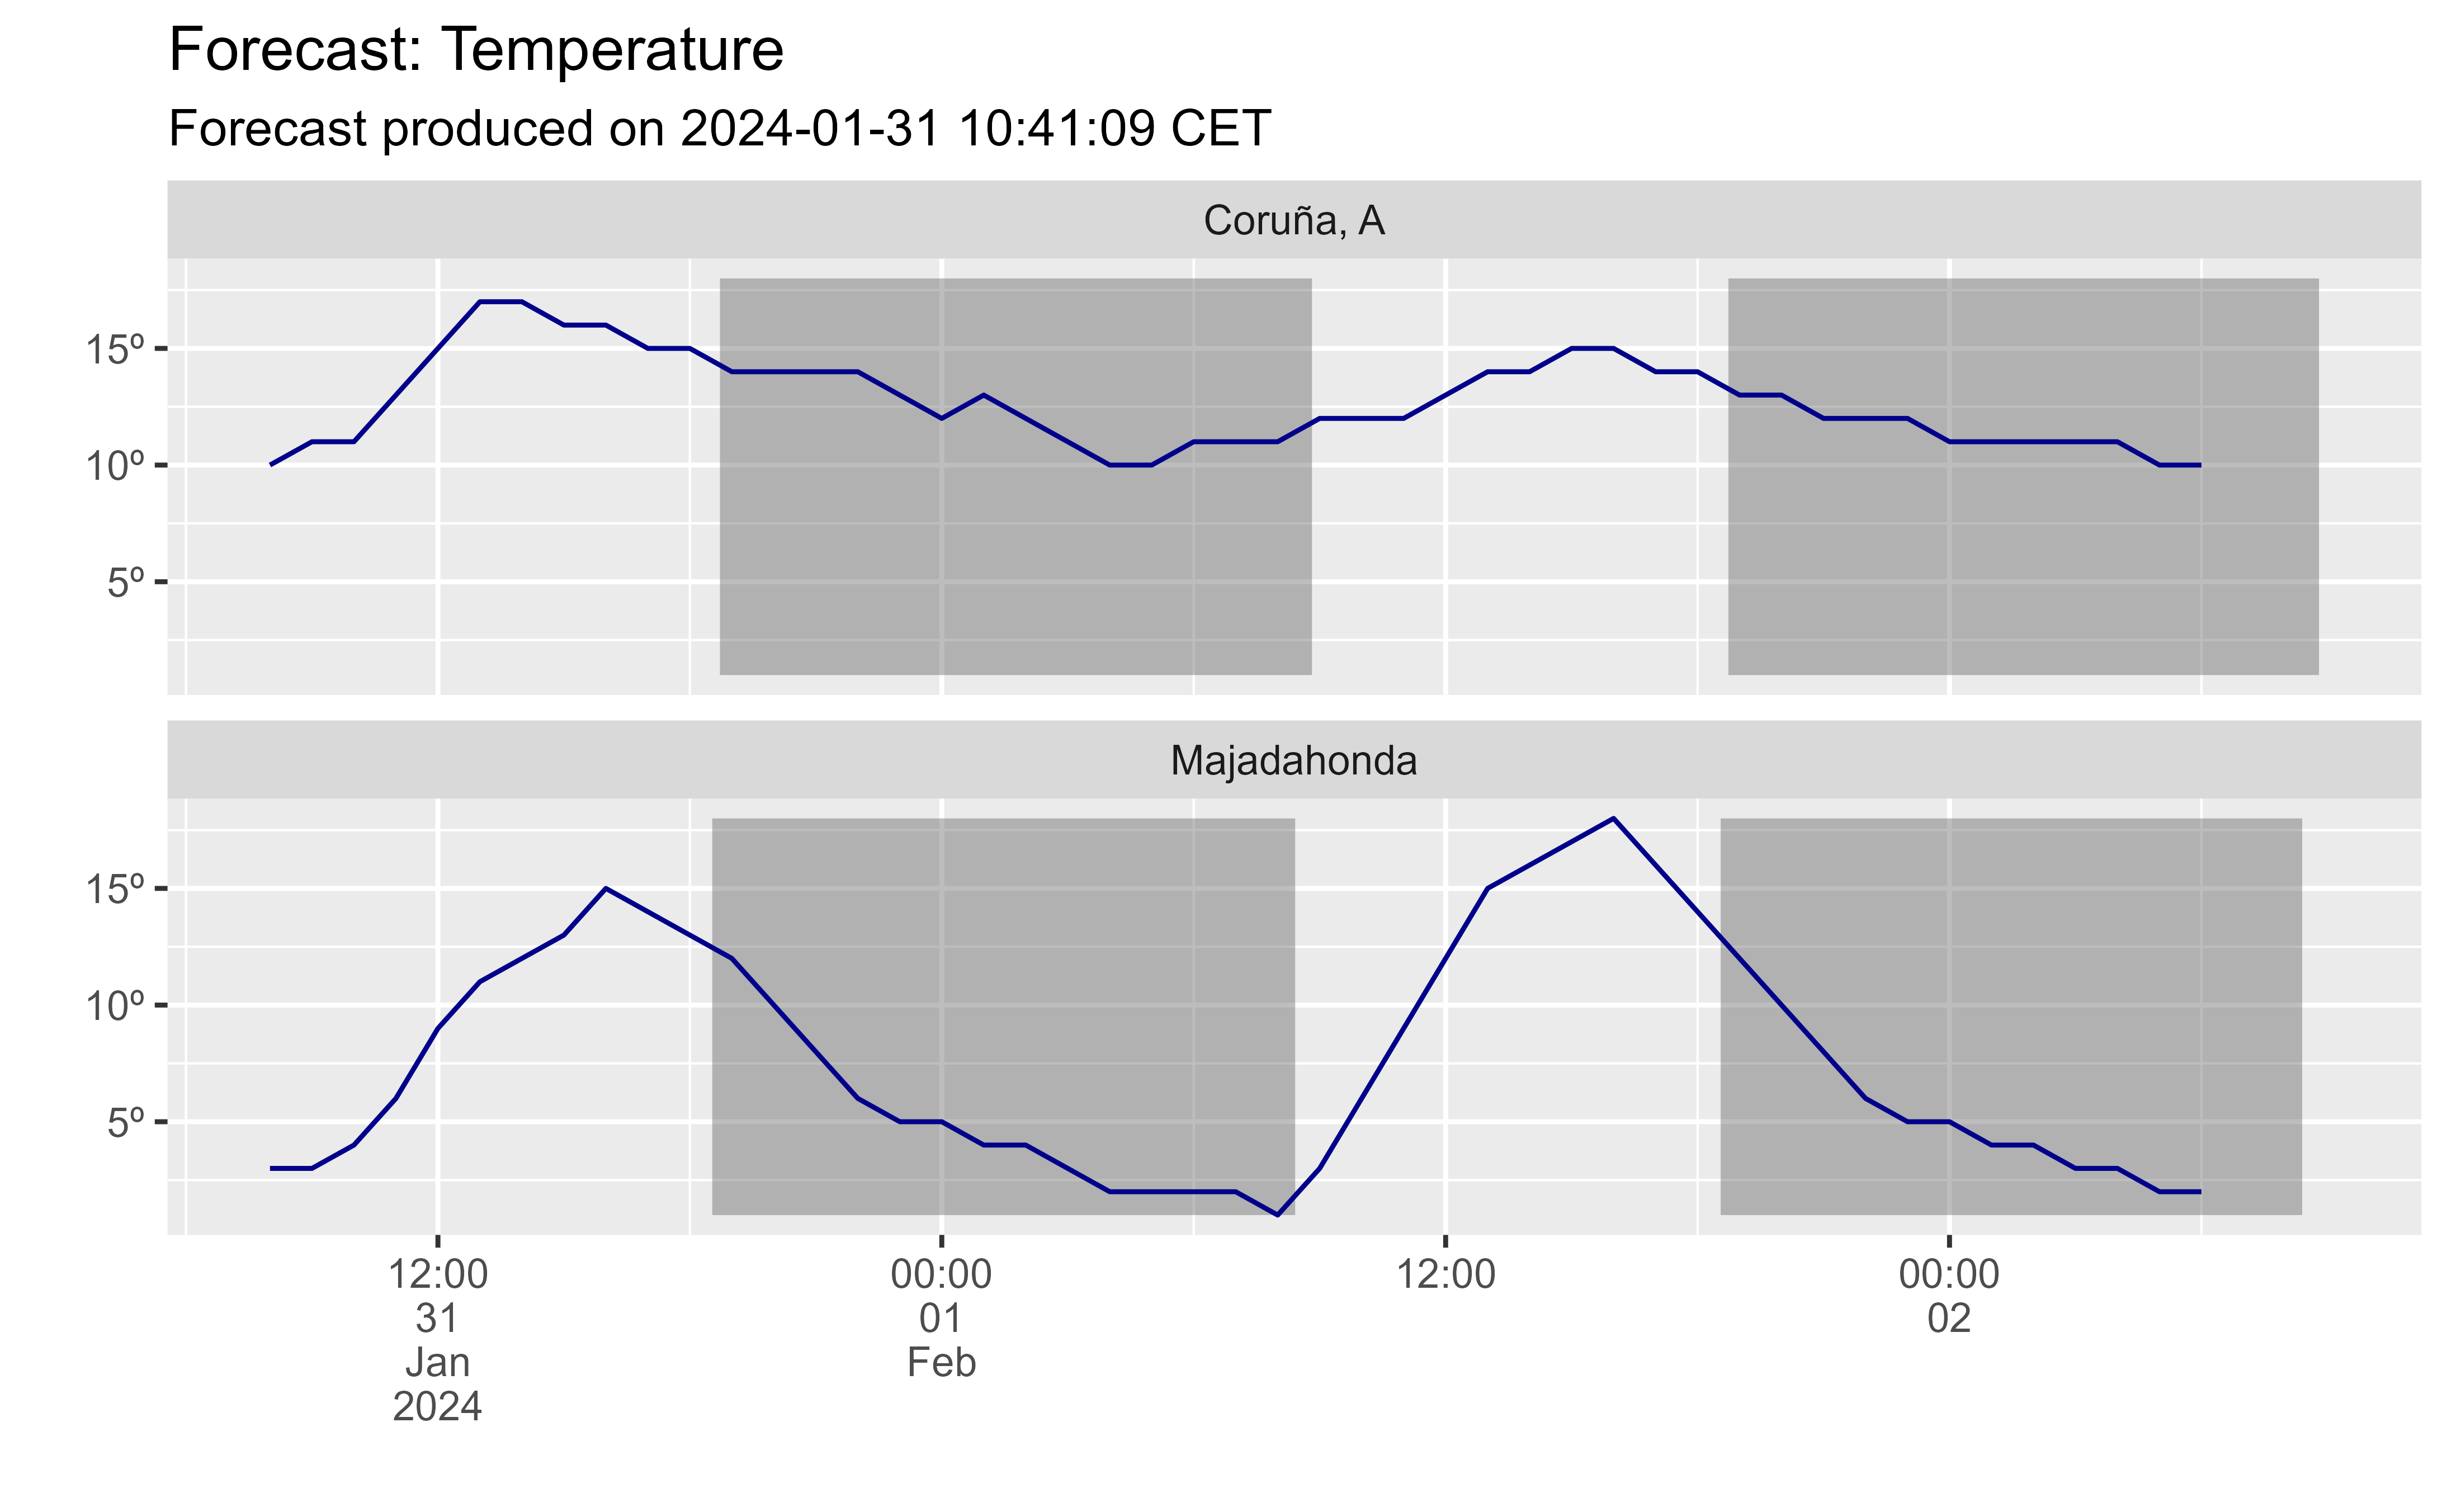 Forecast: Temperature
Forecast produced on 2024-01-31 10:41:09 CET
Coruña, A
15º
10º
5º
Majadahonda
15º
10º
5º
12:00 00:00 12:00 00:00
31 01 02
Jan Feb
2024